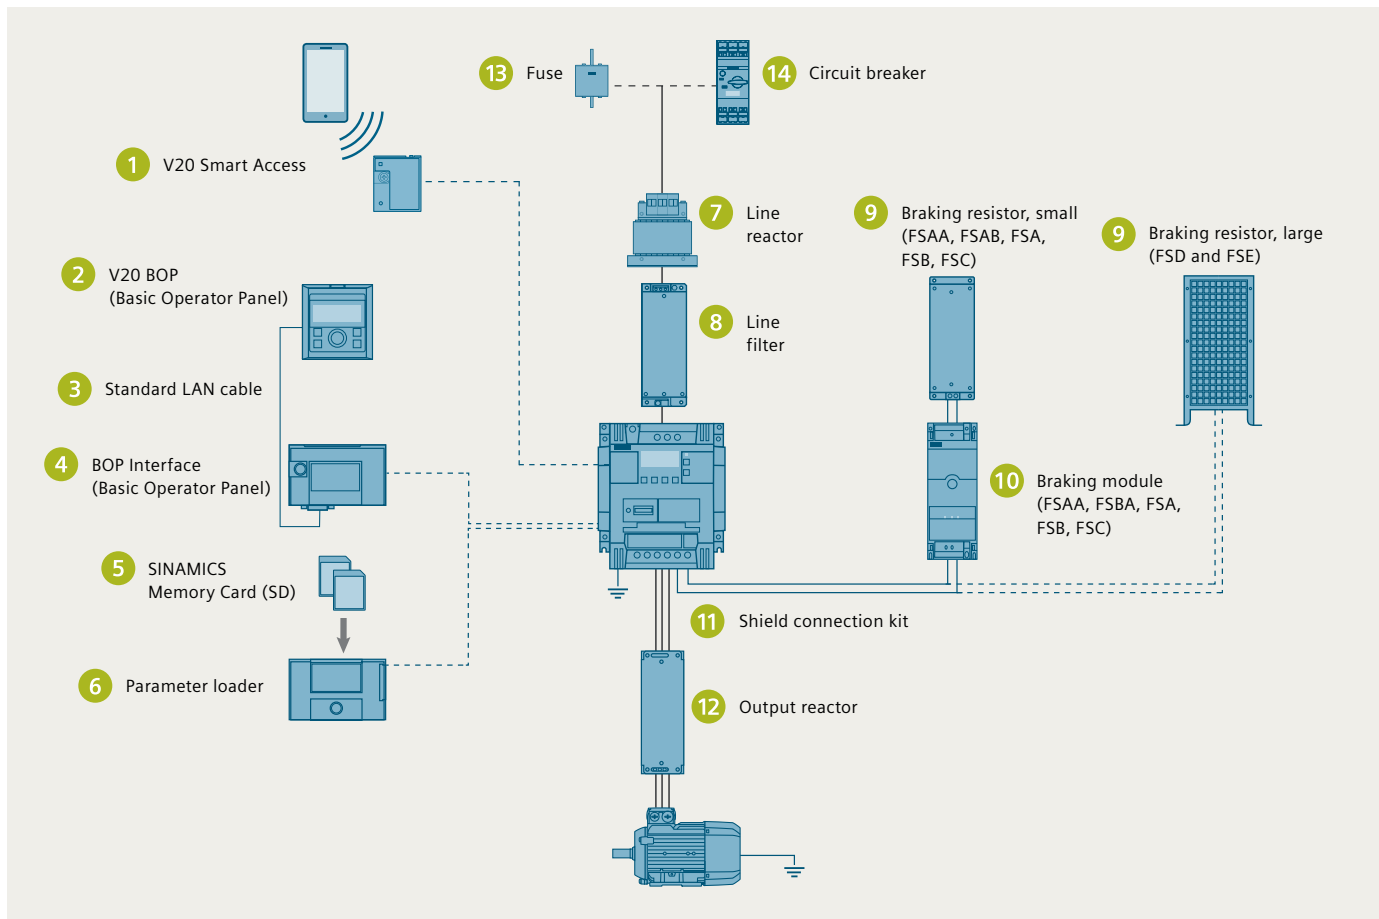 13 Fuse
14 Circuit breaker
1 V20 Smart Access
2 V20 BOP
(Basic Operator Panel)
3 Standard LAN cable
4 BOP Interface
(Basic Operator Panel)
5 SINAMICS
Memory Card (SD)
6 Parameter loader
7 Line
reactor
8 Line
filter
9 Braking resistor, small
(FSAA, FSAB, FSA,
FSB, FSC)
9 Braking resistor, large
(FSD and FSE)
10 Braking module
(FSAA, FSBA, FSA,
FSB, FSC)
11 Shield connection kit
12 Output reactor